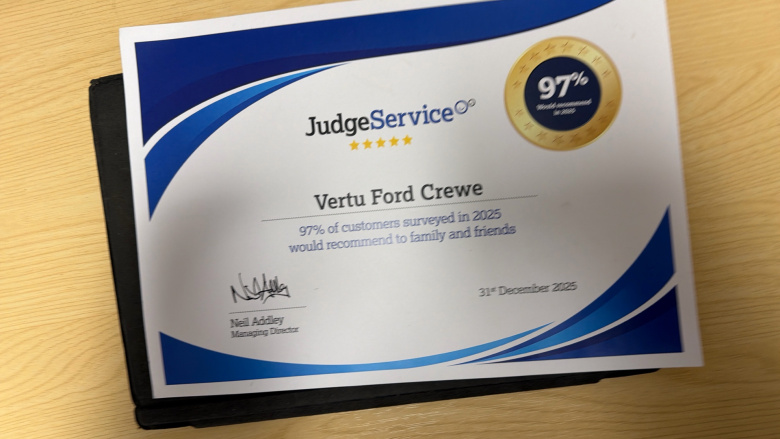 JudgeService
97%
Would recommend
in 2025
Vertu Ford Crewe
97% of customers surveyed in 2025
would recommend to family and friends
31st December 2025
Neil Addley
Managing Director